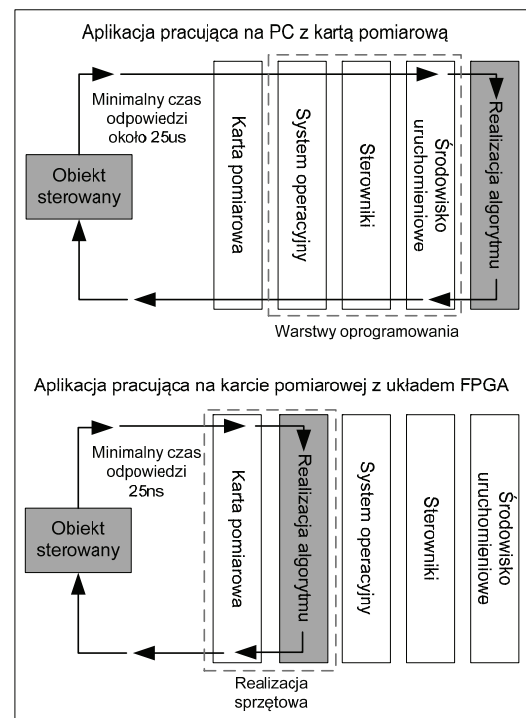 Aplikacja pracująca na PC z kartą pomiarową
Minimalny czas
odpowiedzi
około 25us
Obiekt
sterowany
Karta pomiarowa
System operacyjny
Sterowniki
Środowisko
uruchomieniowe
Realizacja algorytmu
Warstwy oprogramowania
Aplikacja pracująca na karcie pomiarowej z układem FPGA
Minimalny czas
odpowiedzi
25ns
Obiekt
sterowany
Karta pomiarowa
Realizacja algorytmu
System operacyjny
Sterowniki
Środowisko
uruchomieniowe
Realizacja
sprzętowa